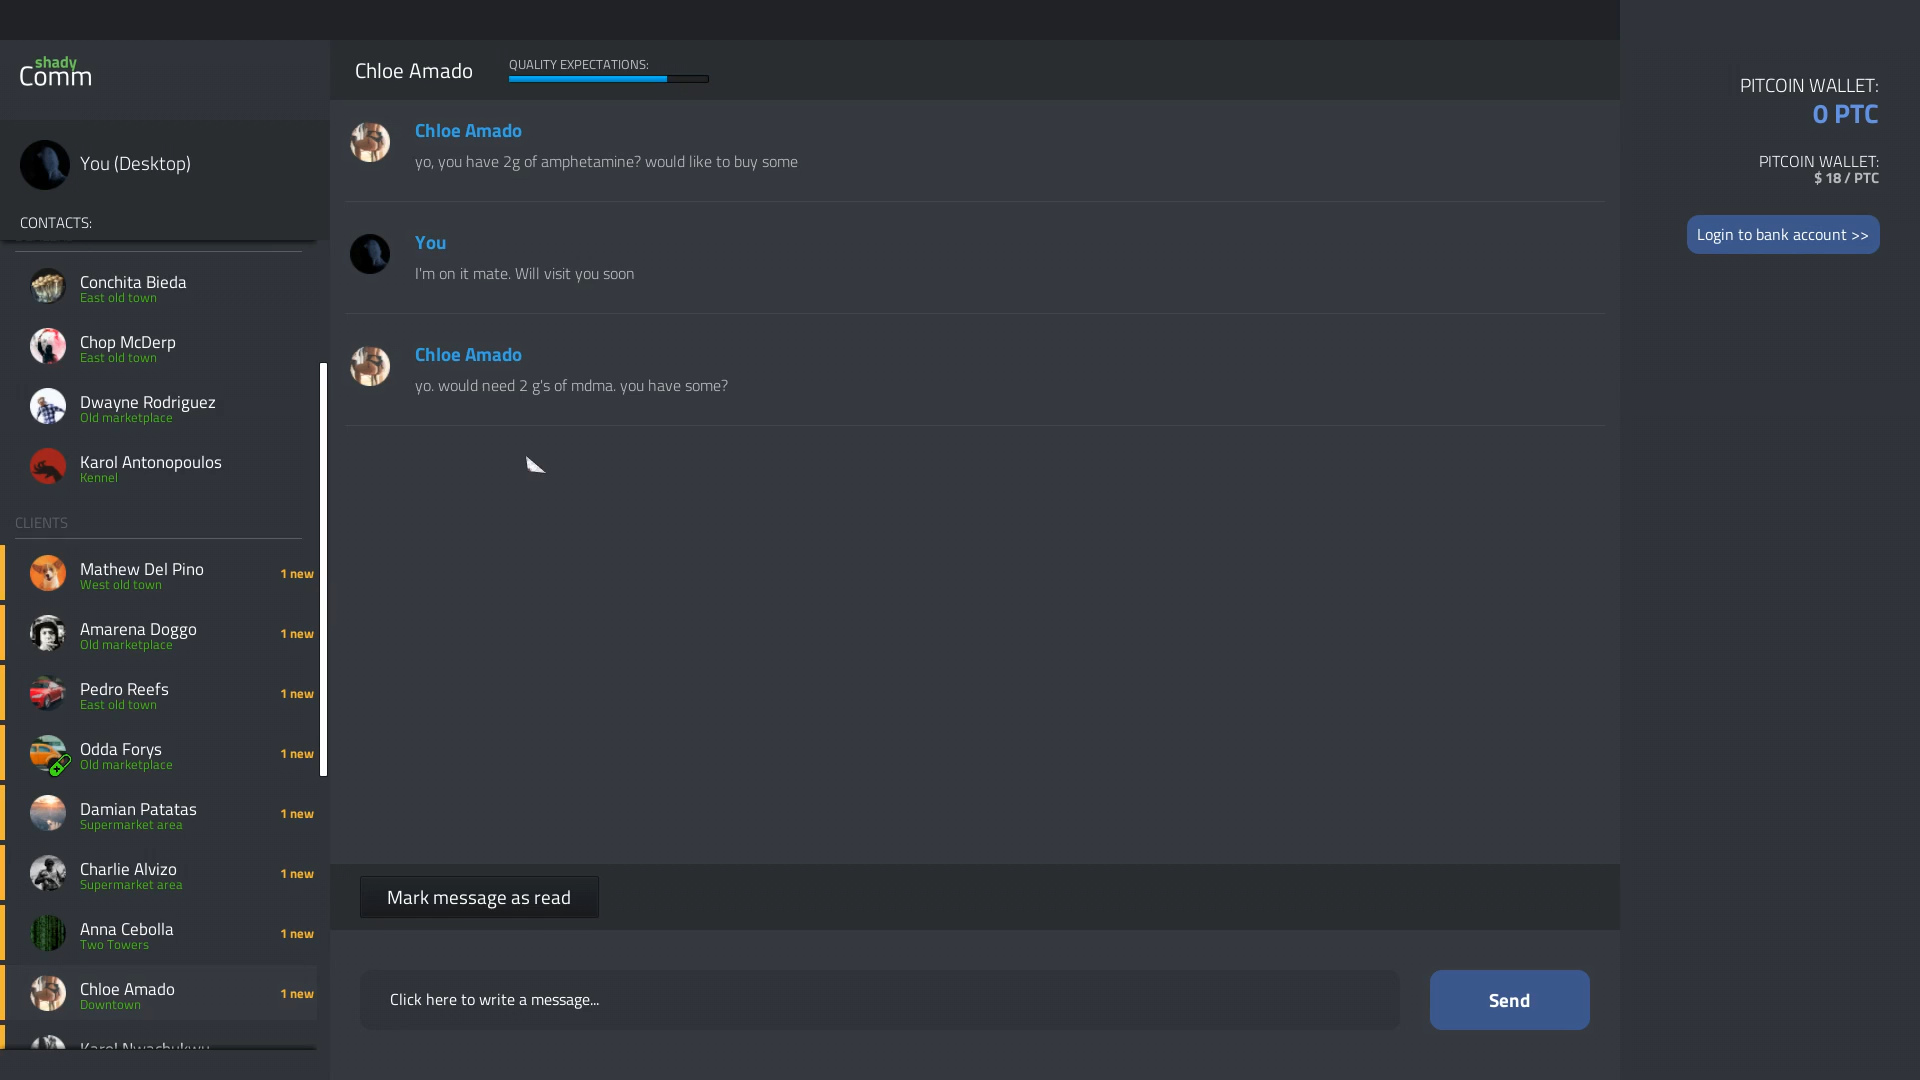 shady
Comm
You (Desktop)
CONTACTS:
Conchita Bieda
East old town
Chop McDerp
East old town
Dwayne Rodriguez
Old marketplace
Karol Antonopoulos
Kennel
CLIENTS
Mathew Del Pino
West old town
1 new
Amarena Doggo
Old marketplace
1 new
Pedro Reefs
East old town
1 new
Odda Forys
Old marketplace
1 new
Damian Patatas
Supermarket area
1 new
Charlie Alvizo
Supermarket area
1 new
Anna Cebolla
Two Towers
1 new
Chloe Amado
Downtown
1 new
Karol Nwachukwu
Chloe Amado
QUALITY EXPECTATIONS:
Chloe Amado
yo, you have 2g of amphetamine? would like to buy some
You
I'm on it mate. Will visit you soon
Chloe Amado
yo. would need 2 g's of mdma. you have some?
Mark message as read
Click here to write a message...
Send
PITCOIN WALLET:
0 PTC
PITCOIN WALLET:
$ 18 / PTC
Login to bank account >>